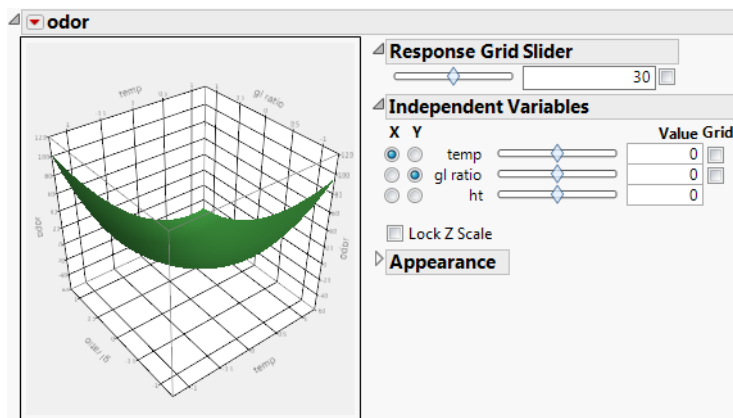 odor
Response Grid Slider
30
Independent Variables
X Y Value Grid
temp 0
gl ratio 0
ht 0
Lock Z Scale
Appearance
temp
gl ratio
odor
odor
gl ratio
temp